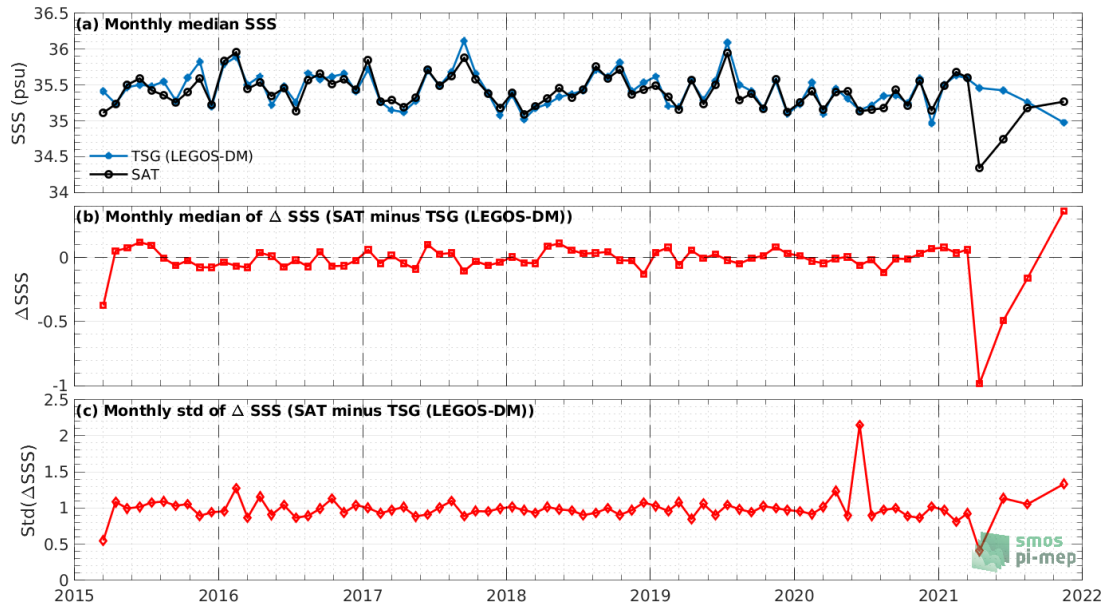 (a) Monthly median SSS
36.5
36
35.5
35
34.5
34
SSS (psu)
TSG (LEGOS-DM)
SAT
(b) Monthly median of Δ SSS (SAT minus TSG (LEGOS-DM))
0
-0.5
-1
ΔSSS
(c) Monthly std of Δ SSS (SAT minus TSG (LEGOS-DM))
2.5
2
1.5
1
0.5
0
Std(ΔSSS)
smos
pi-mep
2015 2016 2017 2018 2019 2020 2021 2022